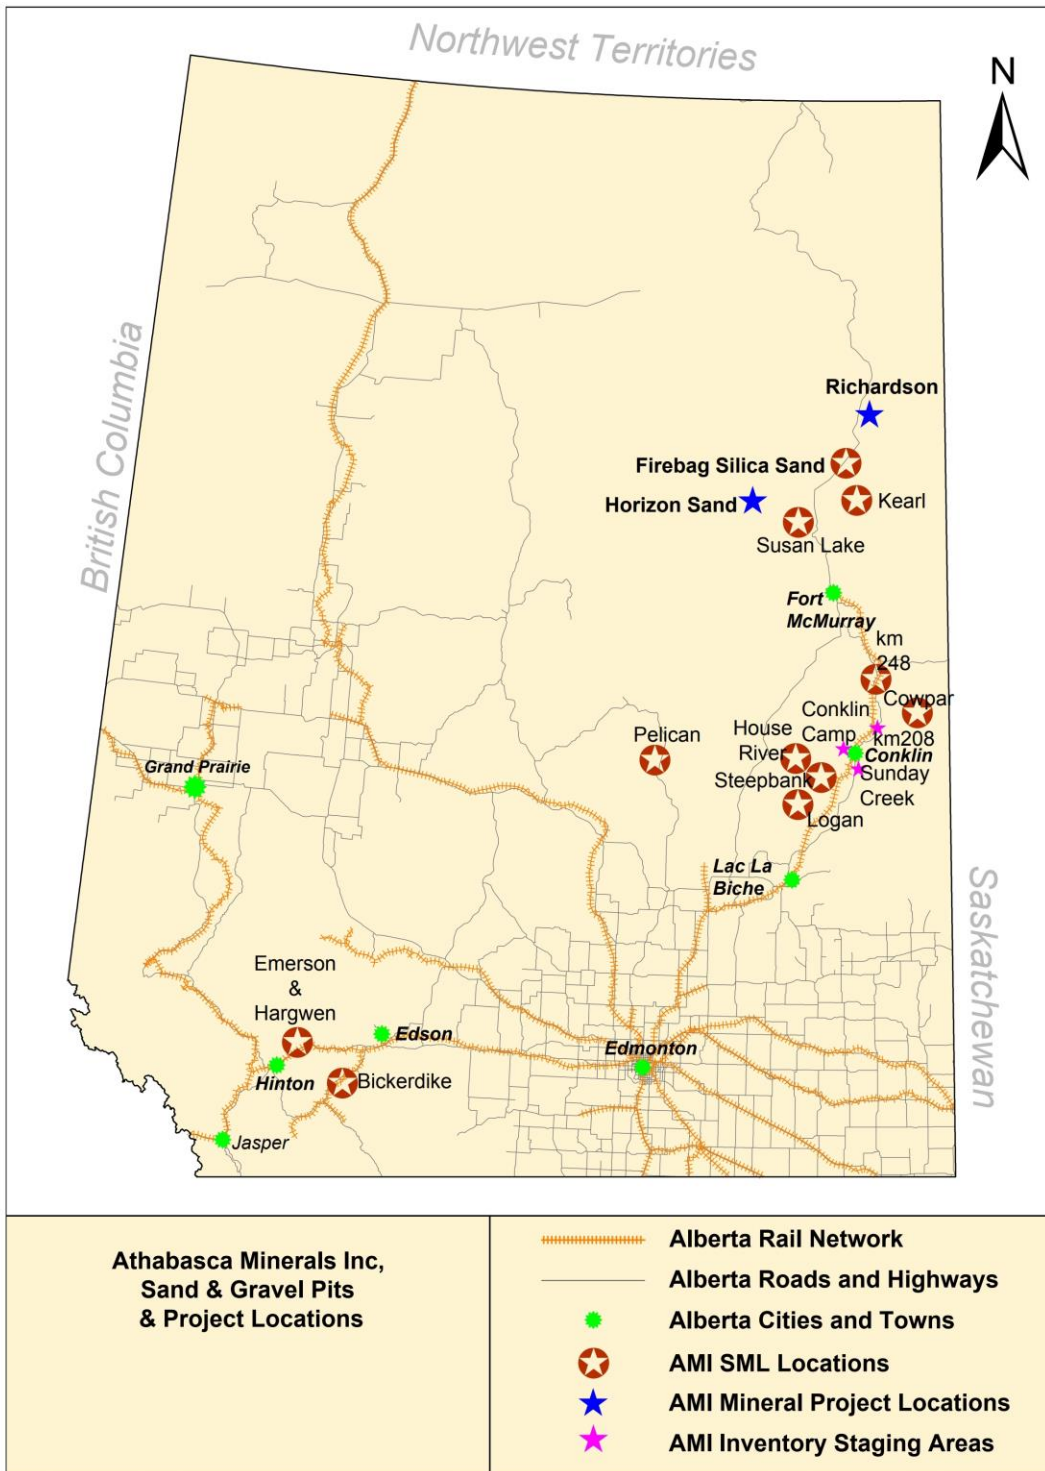 Northwest Territories
N
British Columbia
Richardson
Firebag Silica Sand
Horizon Sand
Kearl
Susan Lake
Fort
McMurray
km
248
Cowpar
Conklin
Camp
km208
House
River
Pelican
Conklin
Steepbank
Sunday
Creek
Logan
Grand Prairie
Lac La
Biche
Saskatchewan
Emerson
&
Hargwen
Edson
Edmonton
Hinton
Bickerdike
Jasper
Athabasca Minerals Inc,
Sand & Gravel Pits
& Project Locations
Alberta Rail Network
Alberta Roads and Highways
Alberta Cities and Towns
AMI SML Locations
AMI Mineral Project Locations
AMI Inventory Staging Areas